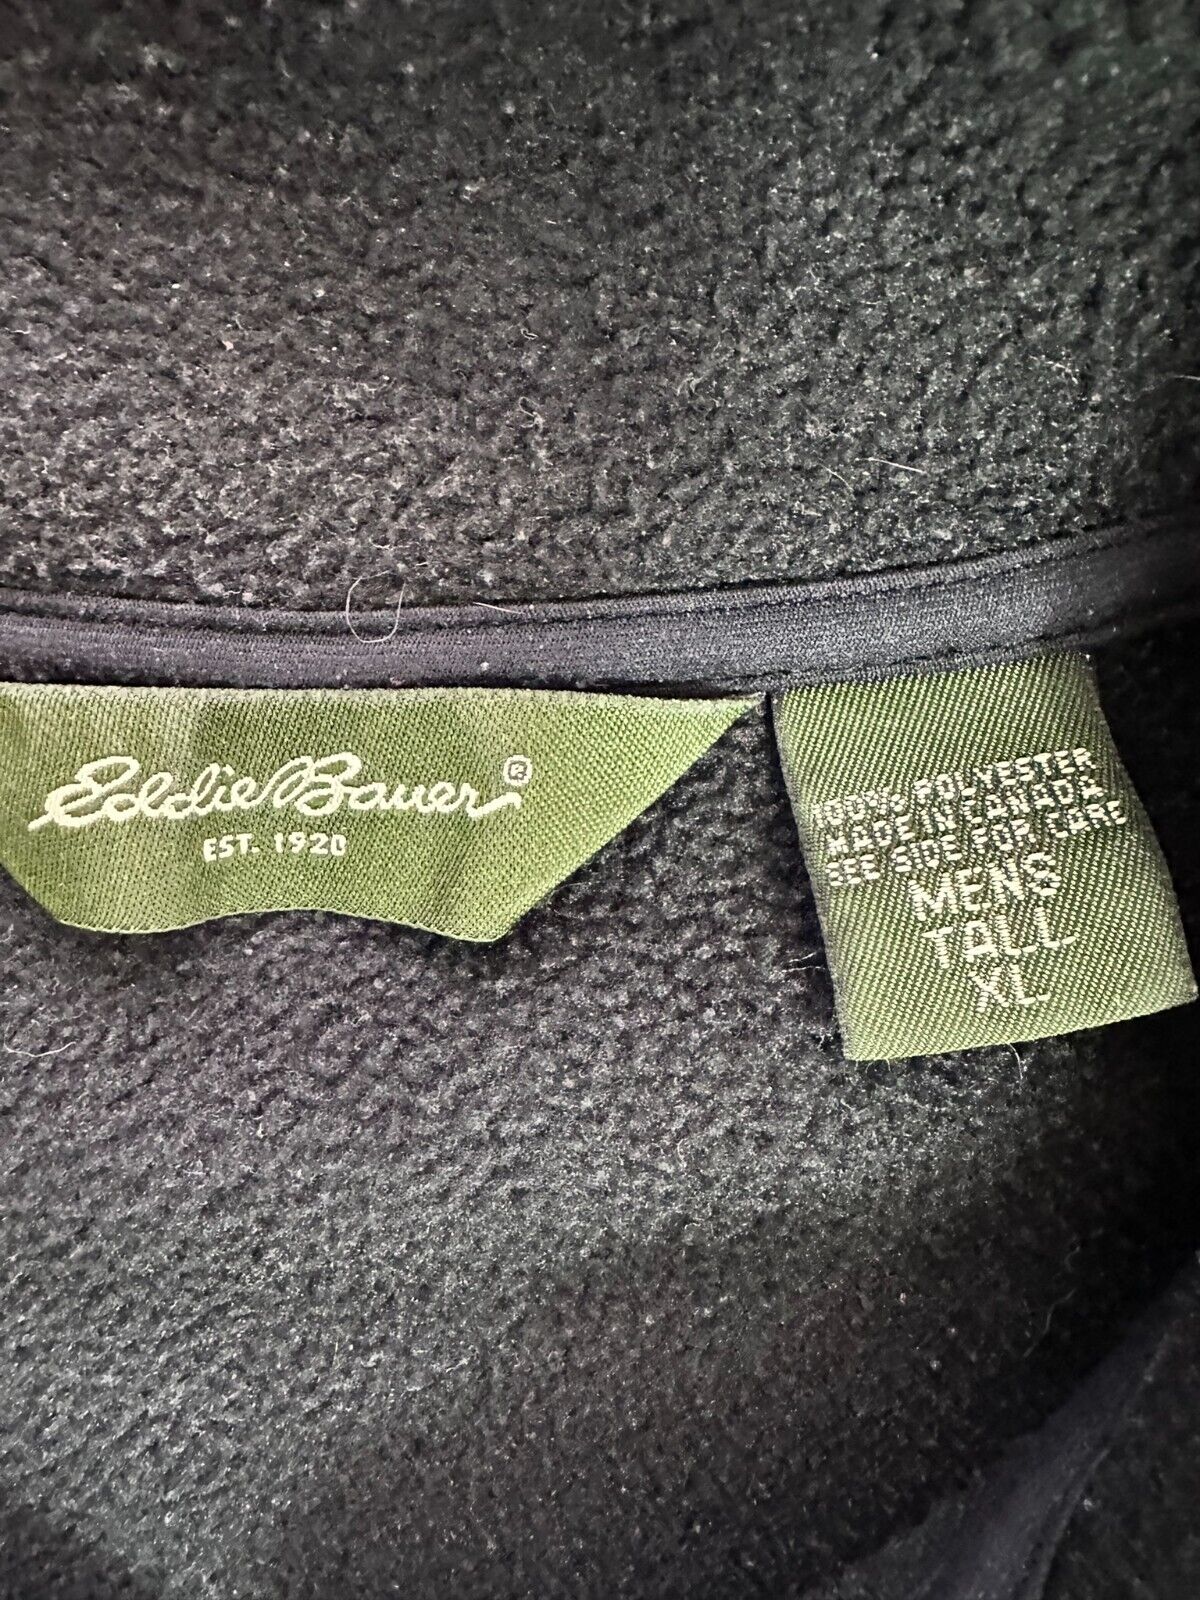 Eddie Bauer®
EST. 1920
100% POLYESTER
MADE IN CANADA
SEE SIDE FOR CARE
MENS
TALL
XL